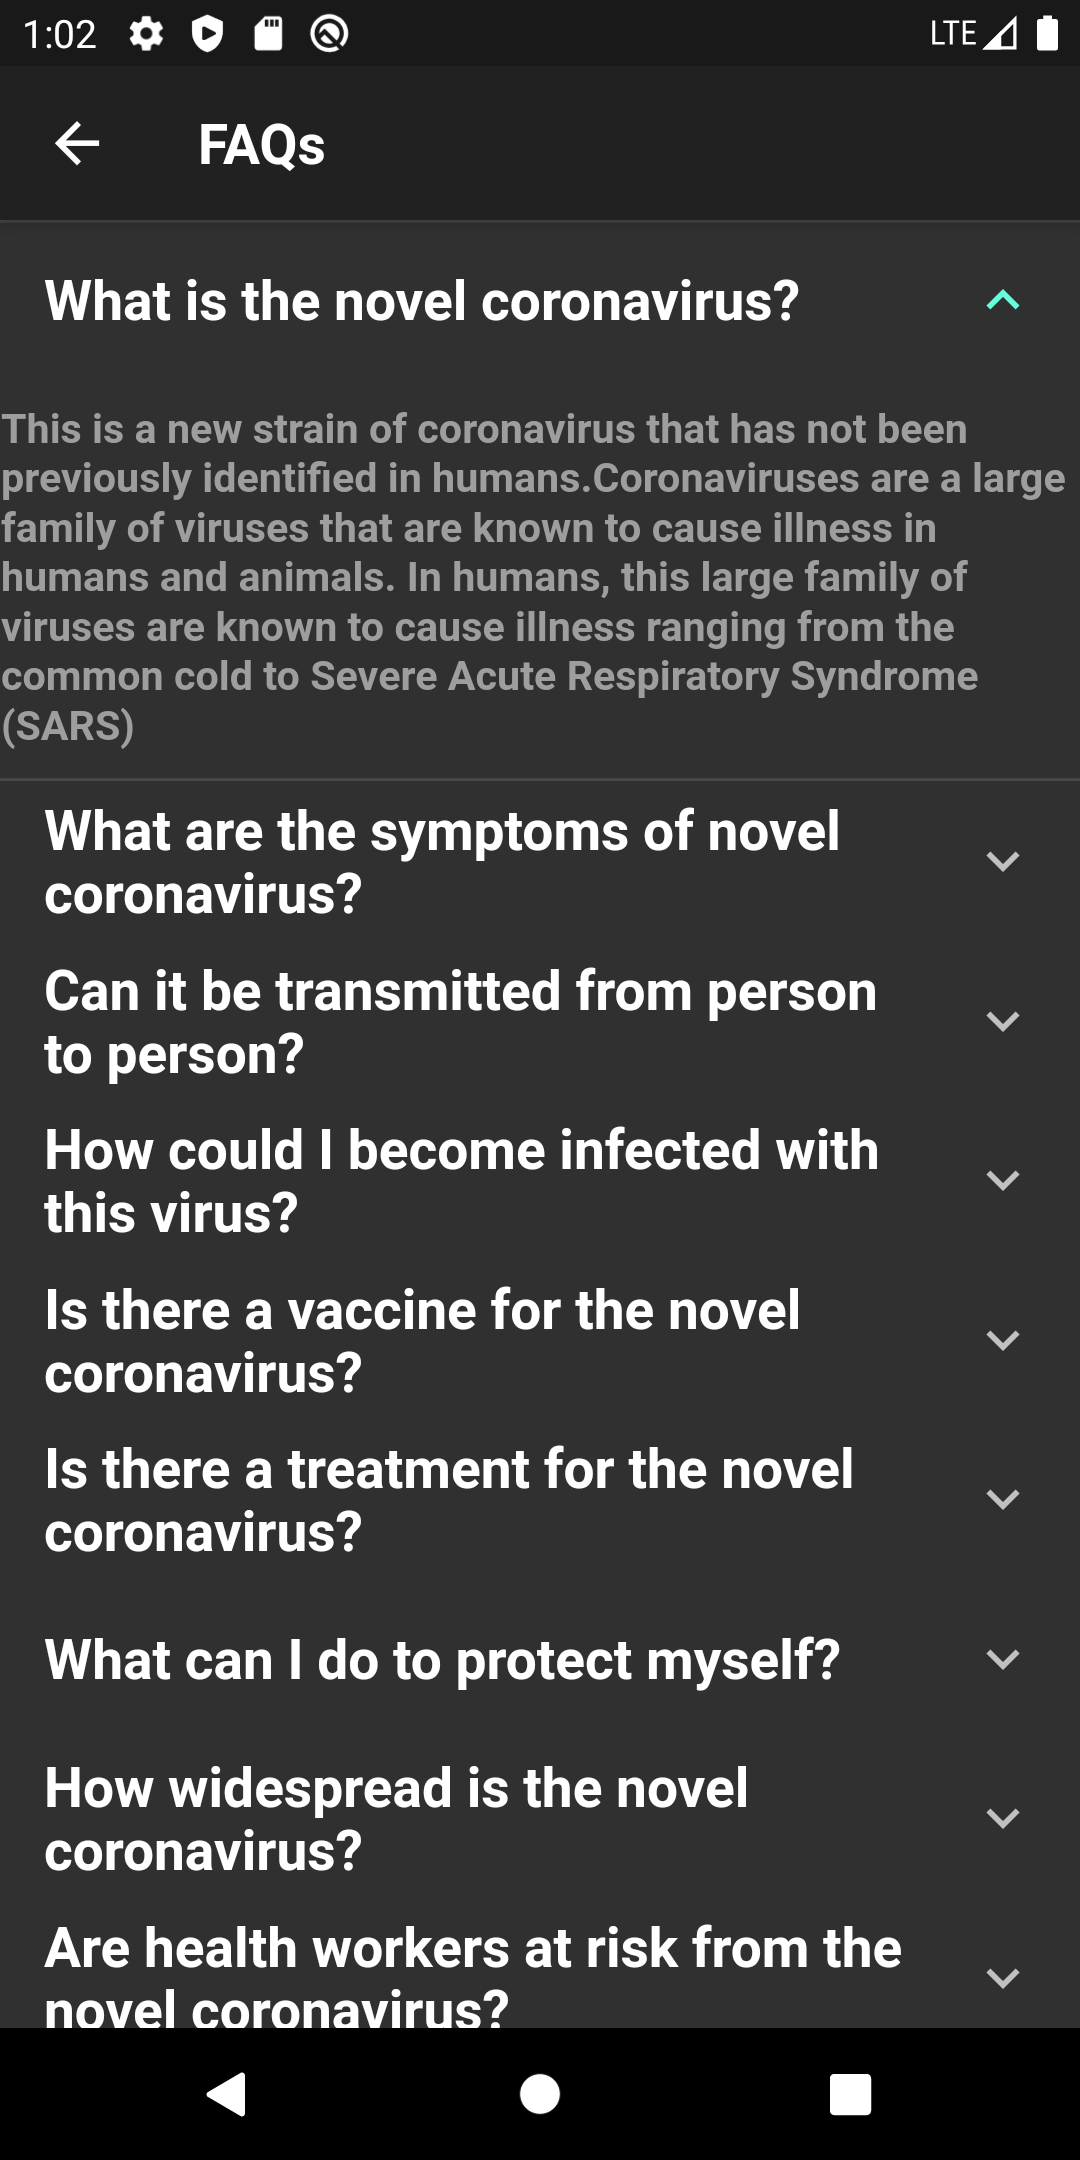 1:02
LTE
FAQs
What is the novel coronavirus?
This is a new strain of coronavirus that has not been
previously identified in humans.Coronaviruses are a large
family of viruses that are known to cause illness in
humans and animals. In humans, this large family of
viruses are known to cause illness ranging from the
common cold to Severe Acute Respiratory Syndrome
(SARS)
What are the symptoms of novel
coronavirus?
Can it be transmitted from person
to person?
How could I become infected with
this virus?
Is there a vaccine for the novel
coronavirus?
Is there a treatment for the novel
coronavirus?
What can I do to protect myself?
How widespread is the novel
coronavirus?
Are health workers at risk from the
novel coronavirus?